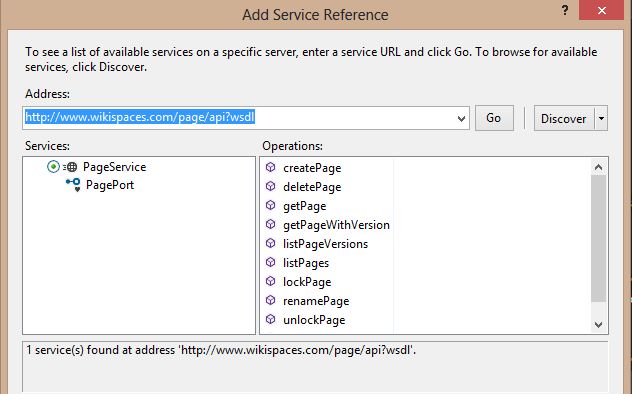 Add Service Reference
?
To see a list of available services on a specific server, enter a service URL and click Go. To browse for available
services, click Discover.
Address:
http://www.wikispaces.com/page/api?wsdl
Go
Discover
Services:
Operations:
PageService
PagePort
createPage
deletePage
getPage
getPageWithVersion
listPageVersions
listPages
lockPage
renamePage
unlockPage
1 service(s) found at address 'http://www.wikispaces.com/page/api?wsdl'.